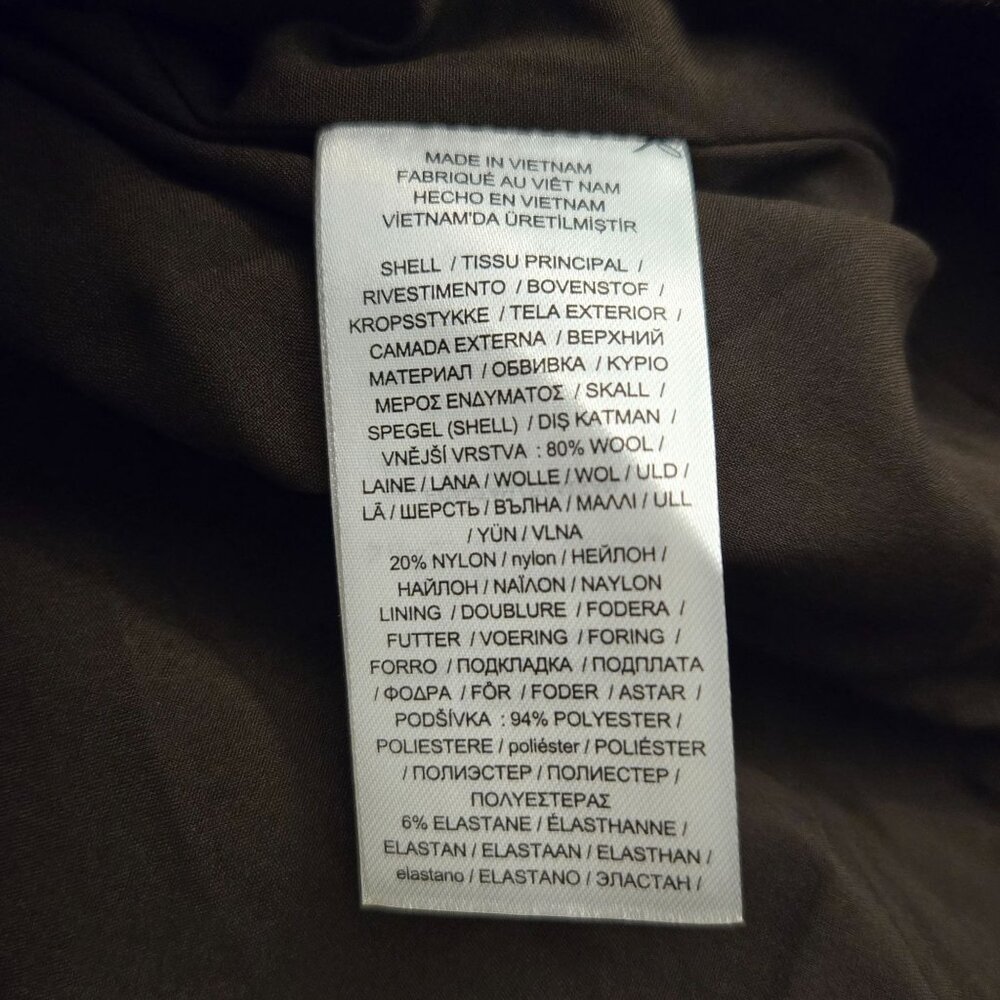 MADE IN VIETNAM
FABRIQUÉ AU VIÊT NAM
HECHO EN VIETNAM
VİETNAM'DA ÜRETİLMİŞTİR
SHELL / TISSU PRINCIPAL /
RIVESTIMENTO / BOVENSTOF /
KROPSSTYKKE / TELA EXTERIOR /
CAMADA EXTERNA / ВЕРХНИЙ
МАТЕРИАЛ / ОБВИВКА / ΚΥΡΙΟ
ΜΕΡΟΣ ΕΝΔΥΜΑΤΟΣ / SKALL /
SPEGEL (SHELL) / DIŞ KATMAN /
VNĚJŠÍ VRSTVA : 80% WOOL /
LAINE / LANA / WOLLE / WOL / ULD /
LÃ / ШЕРСТЬ / ВЪЛНА / ΜΑΛΛΙ / ULL
/ YÜN / VLNA
20% NYLON / nylon / НЕЙЛОН /
НАЙЛОН / ΝΑΪΛΟΝ / NAYLON
LINING / DOUBLURE / FODERA /
FUTTER / VOERING / FORING /
FORRO / ПОДКЛАДКА / ПОДПЛАТА
/ ΦΟΔΡΑ / FÔR / FODER / ASTAR /
PODŠÍVKA : 94% POLYESTER /
POLIESTERE / poliéster / POLIÉSTER
/ ПОЛИЭСТЕР / ПОЛИЕСТЕР /
ΠΟΛΥΕΣΤΕΡΑΣ
6% ELASTANE / ÉLASTHANNE /
ELASTAN / ELASTAAN / ELASTHAN /
elastano / ELASTANO / ЭЛАСТАН /